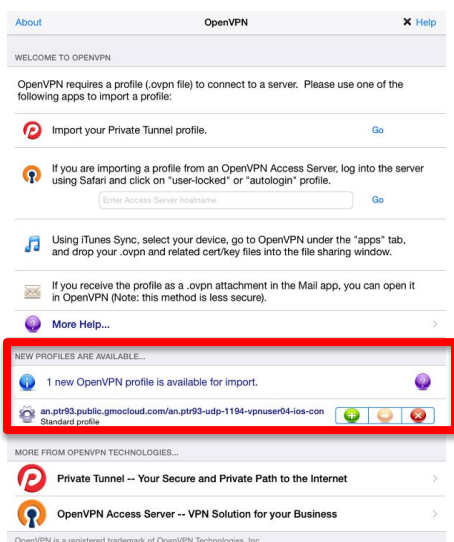 About OpenVPN Help
WELCOME TO OPENVPN
OpenVPN requires a profile (.ovpn file) to connect to a server. Please use one of the
following apps to import a profile:
Import your Private Tunnel profile. Go
If you are importing a profile from an OpenVPN Access Server, log into the server
using Safari and click on "user-locked" or "autologin" profile.
Enter Access Server hostname Go
Using iTunes Sync, select your device, go to OpenVPN under the "apps" tab,
and drop your .ovpn and related cert/key files into the file sharing window.
If you receive the profile as a .ovpn attachment in the Mail app, you can open it
in OpenVPN (Note: this method is less secure).
More Help...
NEW PROFILES ARE AVAILABLE...
1 new OpenVPN profile is available for import.
an.ptr93.public.gmocloud.com/an.ptr93-udp-1194-vpnuser04-ios-con
Standard profile
MORE FROM OPENVPN TECHNOLOGIES...
Private Tunnel -- Your Secure and Private Path to the Internet
OpenVPN Access Server -- VPN Solution for your Business
OpenVPN is a registered trademark of OpenVPN Technologies, Inc.